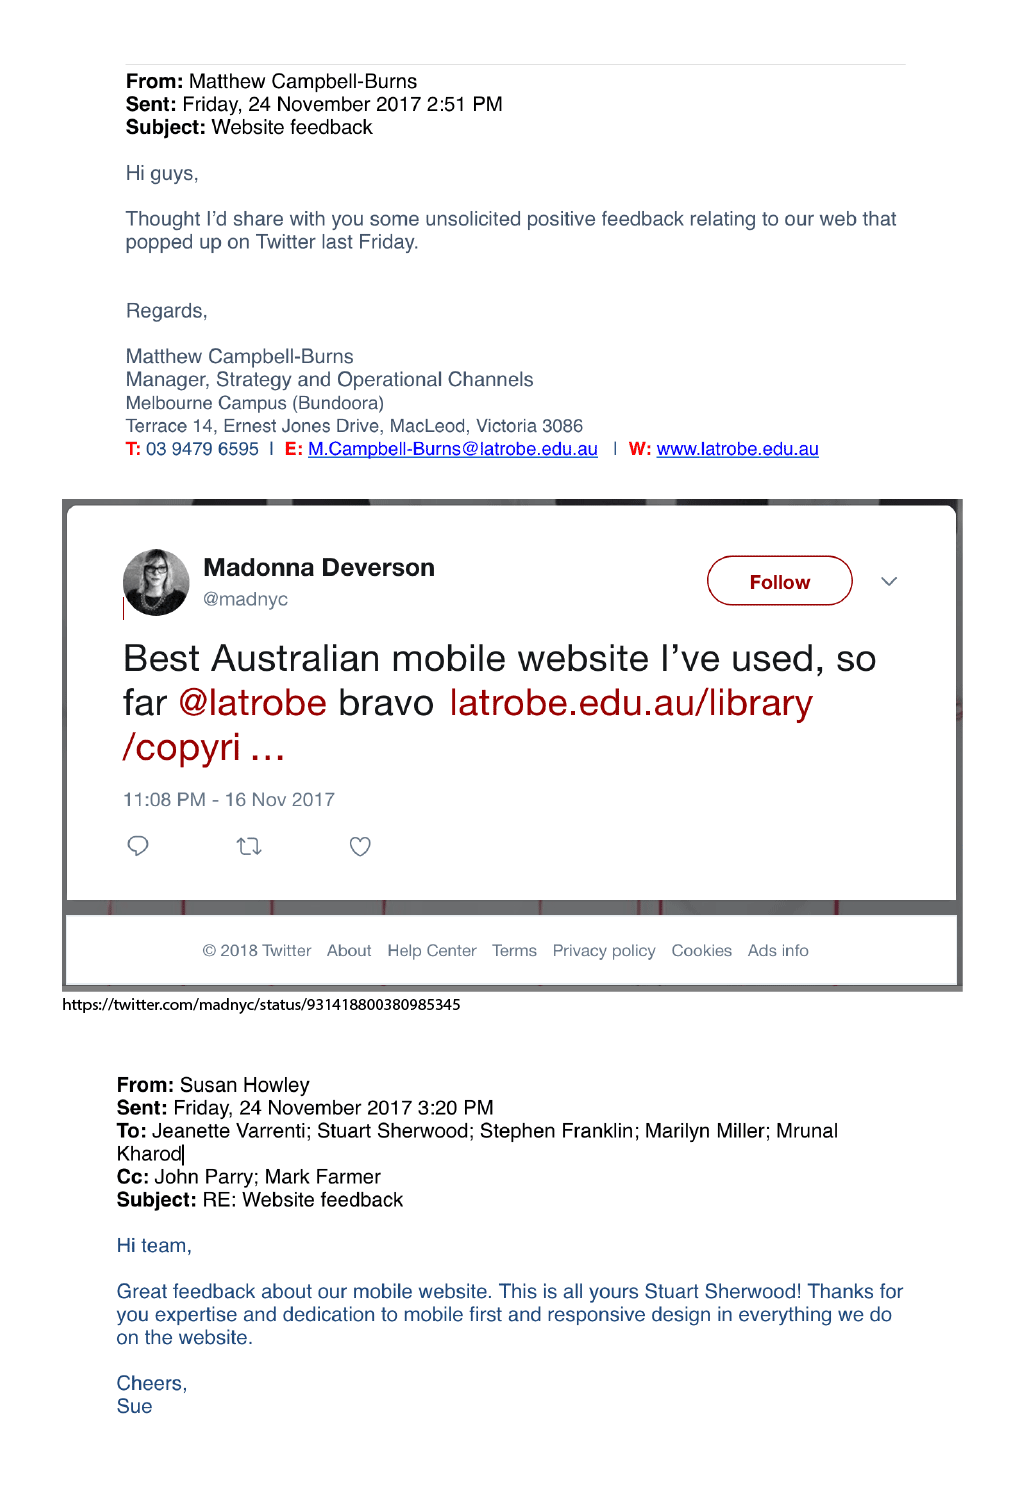 From: Matthew Campbell-Burns
Sent: Friday, 24 November 2017 2:51 PM
Subject: Website feedback
Hi guys,
Thought I'd share with you some unsolicited positive feedback relating to our web that
popped up on Twitter last Friday.
Regards,
Matthew Campbell-Burns
Manager, Strategy and Operational Channels
Melbourne Campus (Bundoora)
Terrace 14, Ernest Jones Drive, MacLeod, Victoria 3086
T: 03 9479 6595 | E: M.Campbell-Burns@latrobe.edu.au | W: www.latrobe.edu.au
Madonna Deverson
@madnyc
Follow
Best Australian mobile website I've used, so
far @latrobe bravo latrobe.edu.au/library
/copyri ...
11:08 PM - 16 Nov 2017
© 2018 Twitter About Help Center Terms Privacy policy Cookies Ads info
https://twitter.com/madnyc/status/931418800380985345
From: Susan Howley
Sent: Friday, 24 November 2017 3:20 PM
To: Jeanette Varrenti; Stuart Sherwood; Stephen Franklin; Marilyn Miller; Mrunal
Kharod
Cc: John Parry; Mark Farmer
Subject: RE: Website feedback
Hi team,
Great feedback about our mobile website. This is all yours Stuart Sherwood! Thanks for
you expertise and dedication to mobile first and responsive design in everything we do
on the website.
Cheers,
Sue